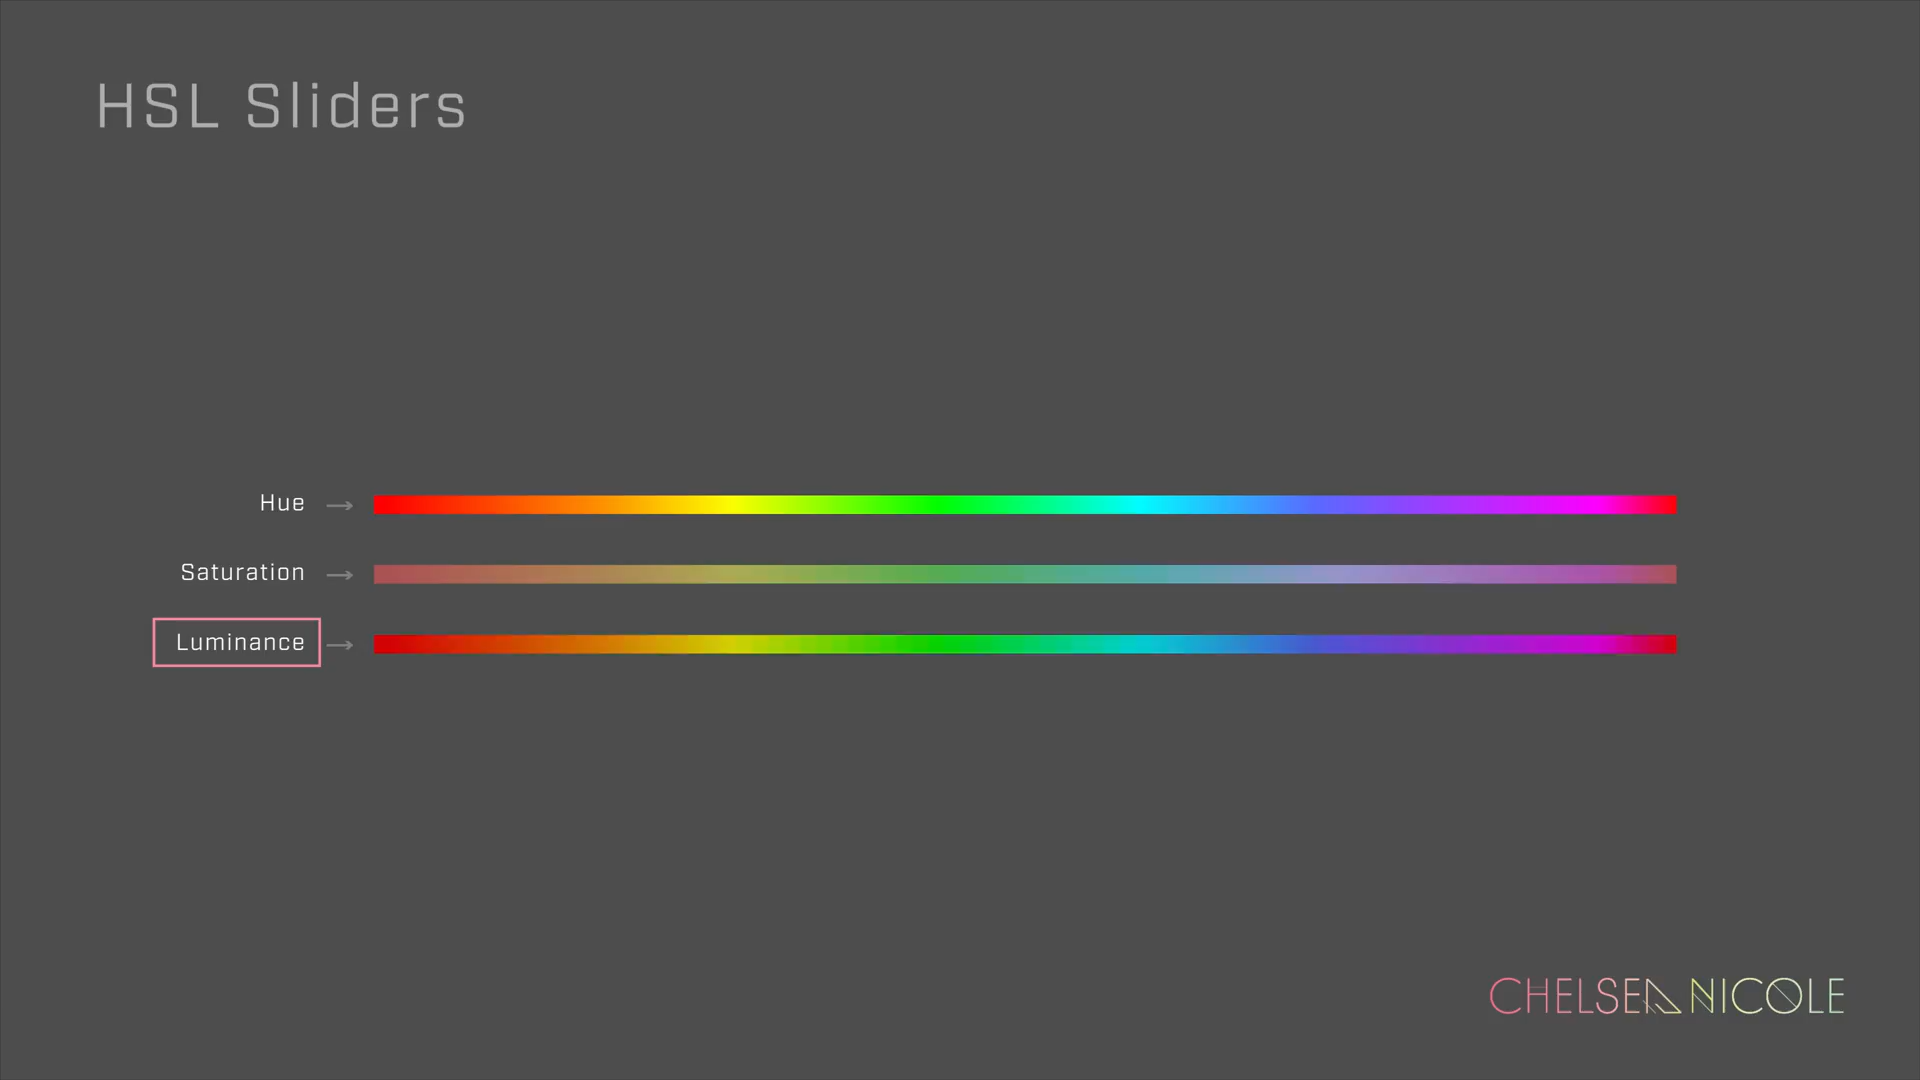 HSL Sliders
Hue →
Saturation →
Luminance →
CHELSEA NICOLE